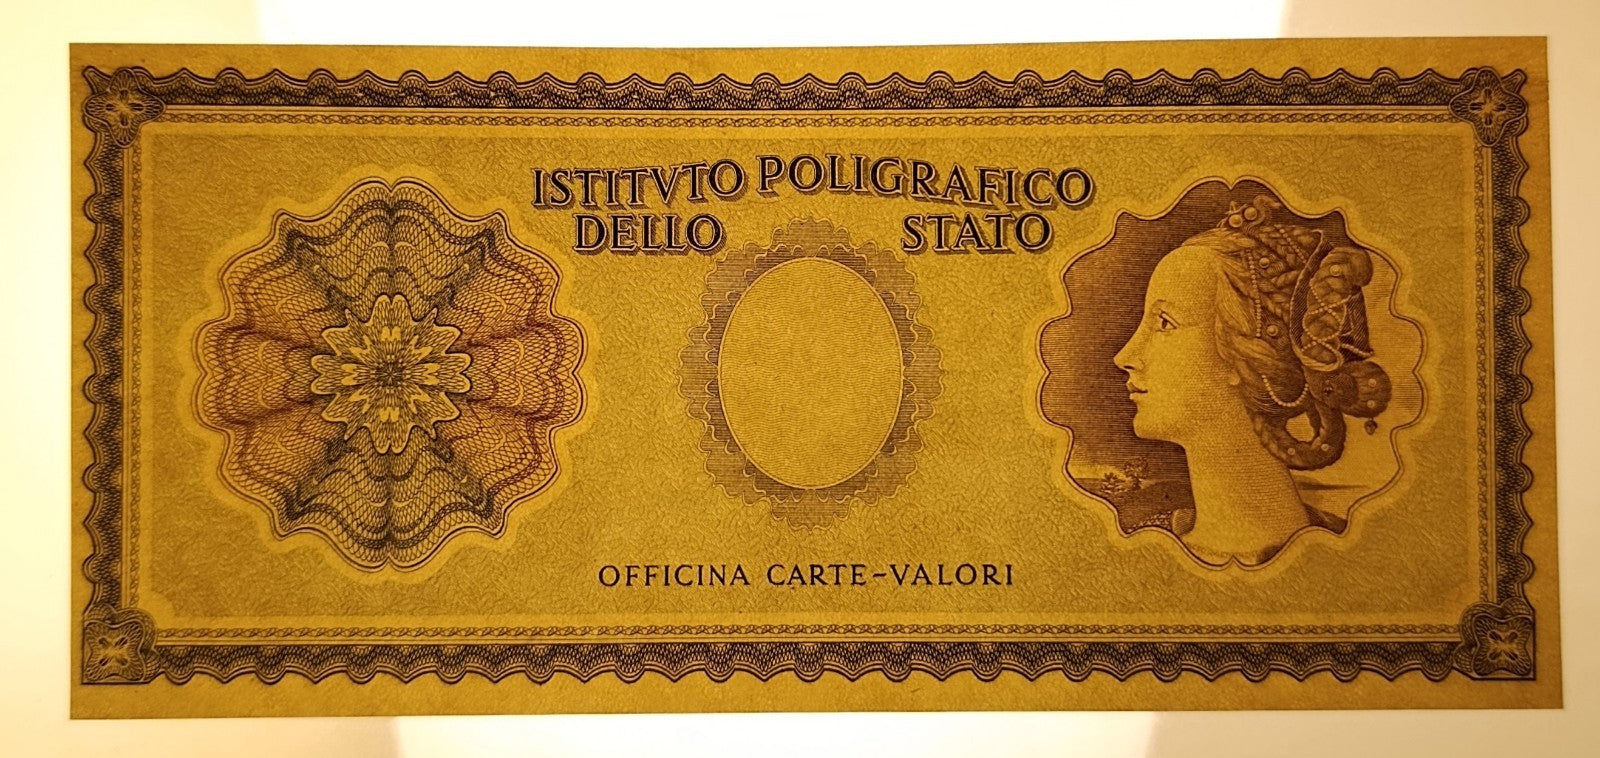 ISTITVTO POLIGRAFICO
DELLO STATO
OFFICINA CARTE-VALORI